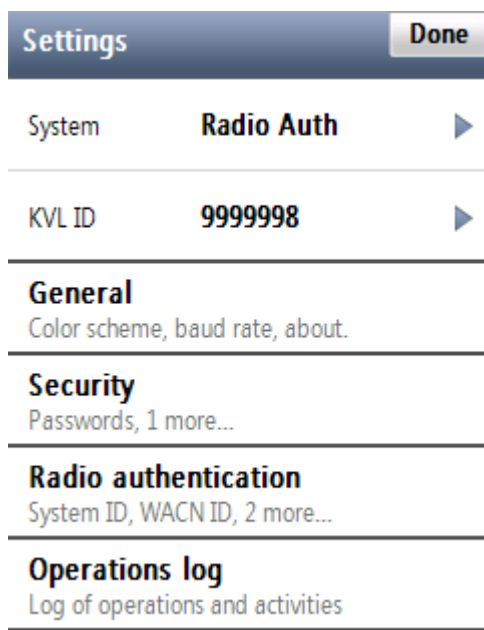 Settings Done
System Radio Auth
KVL ID 9999998
General
Color scheme, baud rate, about.
Security
Passwords, 1 more...
Radio authentication
System ID, WACN ID, 2 more...
Operations log
Log of operations and activities